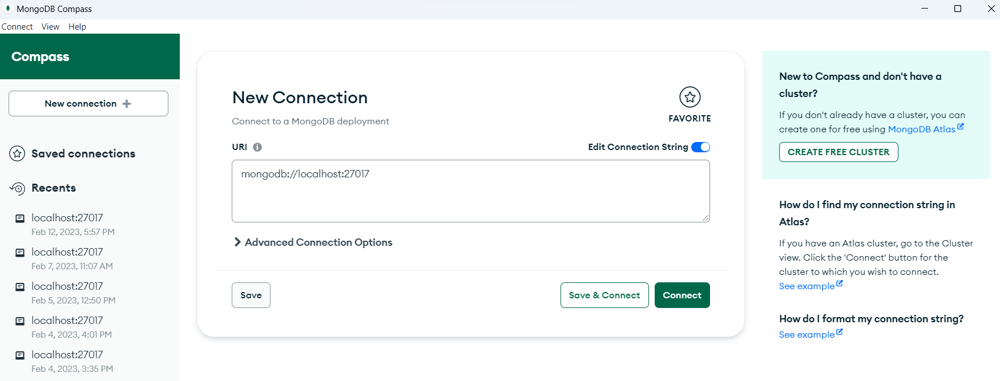 MongoDB Compass
Connect View Help
Compass
New connection
Saved connections
Recents
localhost:27017
Feb 12, 2023, 5:57 PM
localhost:27017
Feb 7, 2023, 11:07 AM
localhost:27017
Feb 5, 2023, 12:50 PM
localhost:27017
Feb 4, 2023, 4:01 PM
localhost:27017
Feb 4, 2023, 3:35 PM
New Connection
Connect to a MongoDB deployment
FAVORITE
URI
Edit Connection String
mongodb://localhost:27017
Advanced Connection Options
Save
Save & Connect
Connect
New to Compass and don't have a
cluster?
If you don't already have a cluster, you can
create one for free using MongoDB Atlas
CREATE FREE CLUSTER
How do I find my connection string in
Atlas?
If you have an Atlas cluster, go to the Cluster
view. Click the 'Connect' button for the
cluster to which you wish to connect.
See example
How do I format my connection string?
See example